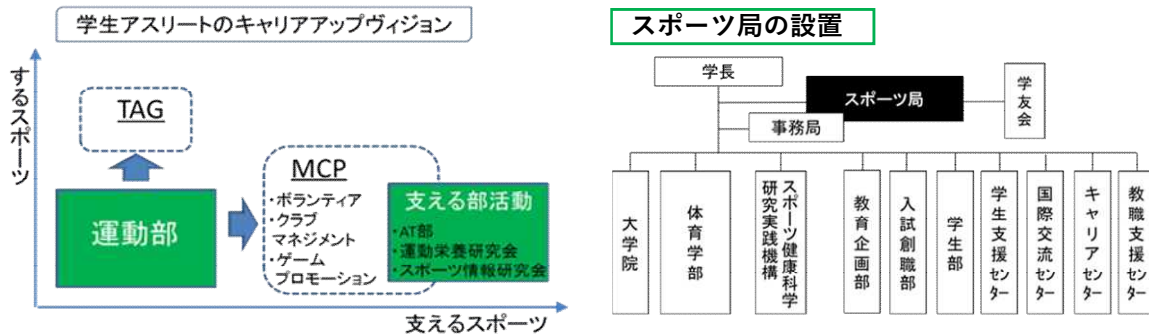 学生アスリートのキャリアアップヴィジョン
するスポーツ
TAG
運動部
MCP
・ボランティア
・クラブ
マネジメント
・ゲーム
プロモーション
支える部活動
・AT部
・運動栄養研究会
・スポーツ情報研究会
支えるスポーツ
スポーツ局の設置
学長
スポーツ局
学友会
事務局
大学院
体育学部
スポーツ健康科学
研究実践機構
教育企画部
入試創職部
学生部
学生支援センター
国際交流センター
キャリアセンター
教職支援センター